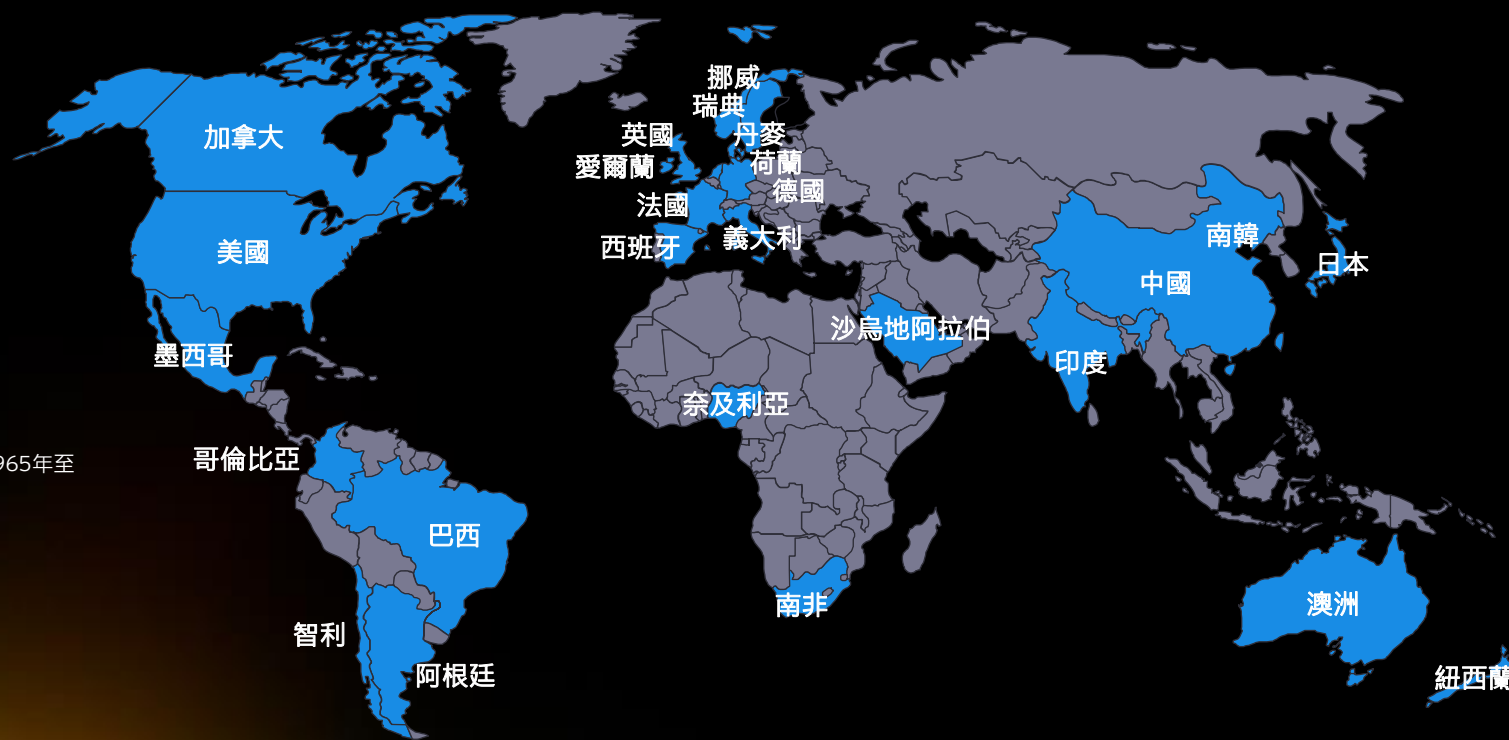 挪威
瑞典
英國
丹麥
加拿大
愛爾蘭
荷蘭
德國
法國
南韓
義大利
西班牙
美國
日本
中國
沙烏地阿拉伯
墨西哥
印度
奈及利亞
哥倫比亞
965年至
巴西
澳洲
南非
智利
阿根廷
紐西蘭